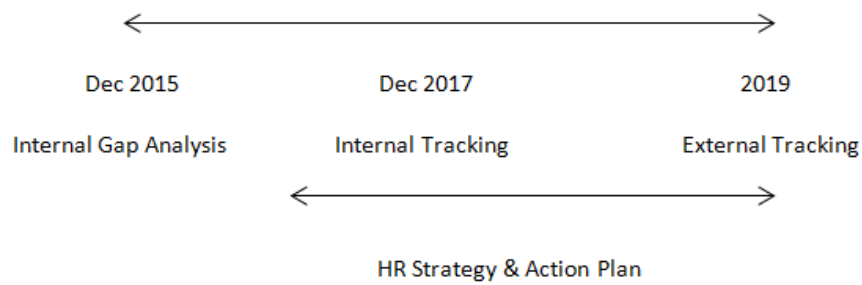 Dec 2015 Dec 2017 2019
Internal Gap Analysis Internal Tracking External Tracking
HR Strategy & Action Plan